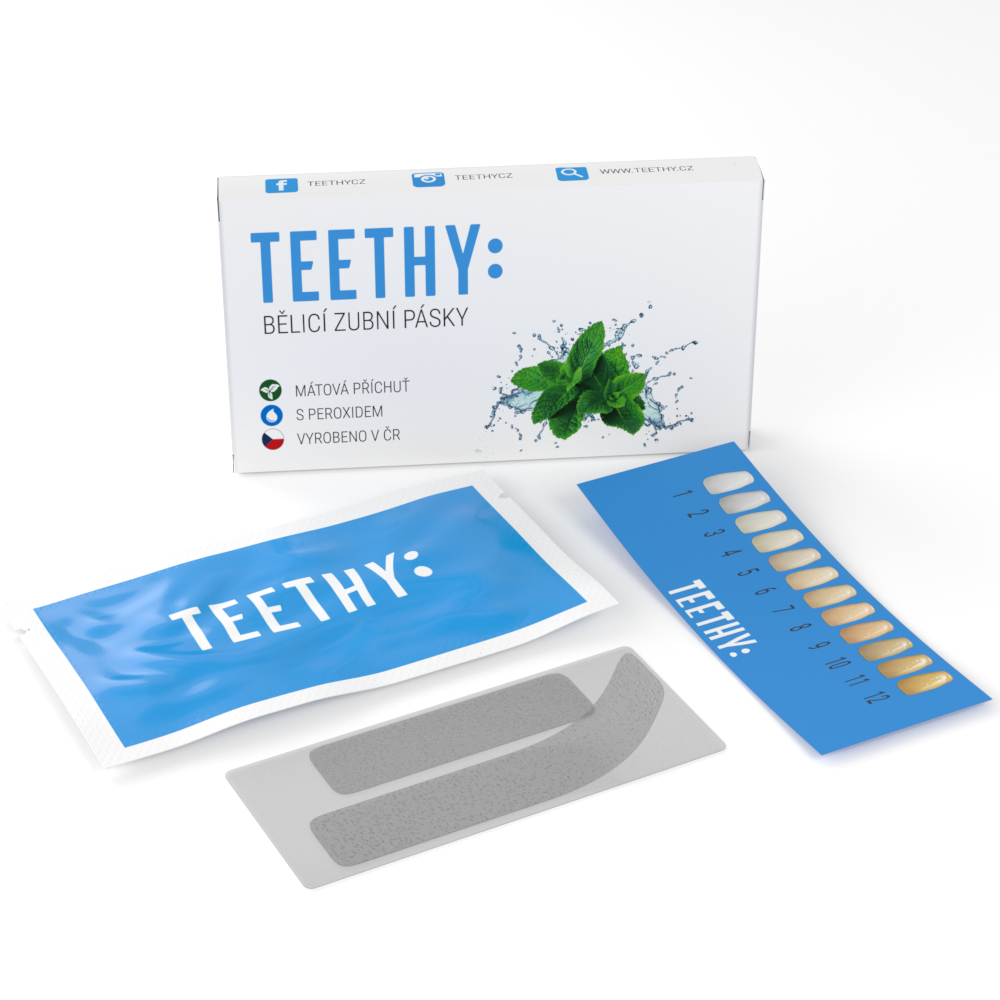 TEETHYCZ
TEETHYCZ
WWW.TEETHY.CZ
TEETHY:
BĚLICÍ ZUBNÍ PÁSKY
MÁTOVÁ PŘÍCHUŤ
S PEROXIDEM
VYROBENO V ČR
TEETHY:
1 2 3 4 5 6 7 8 9 10 11 12
TEETHY: